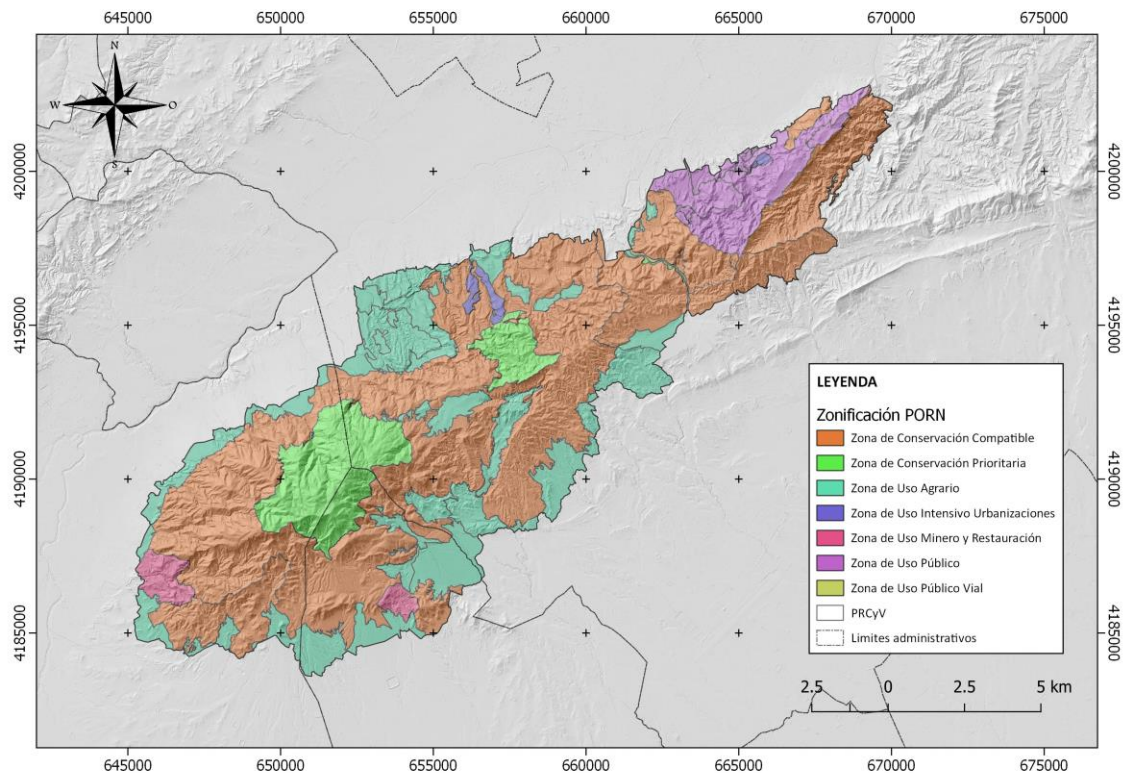 645000 650000 655000 660000 665000 670000 675000
N
W O
S
4200000 4200000
4195000 4195000
4190000 4190000
4185000 4185000
LEYENDA
Zonificación PORN
Zona de Conservación Compatible
Zona de Conservación Prioritaria
Zona de Uso Agrario
Zona de Uso Intensivo Urbanizaciones
Zona de Uso Minero y Restauración
Zona de Uso Público
Zona de Uso Público Vial
PRCyV
Limites administrativos
2.5 0 2.5 5 km
645000 650000 655000 660000 665000 670000 675000